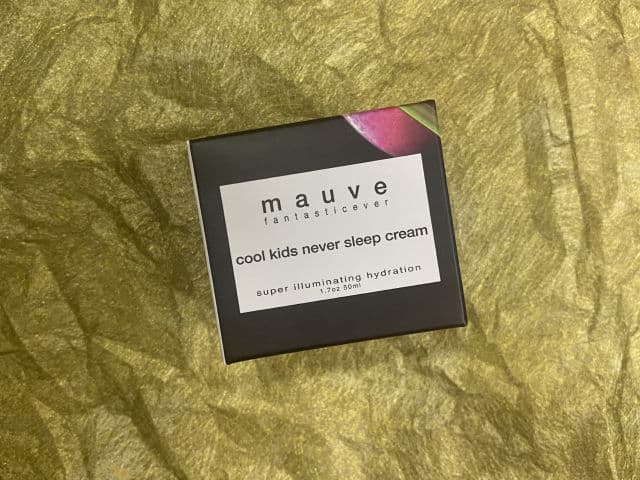 mauve
fantasticever
cool kids never sleep cream
super illuminating hydration
1.7oz 50ml